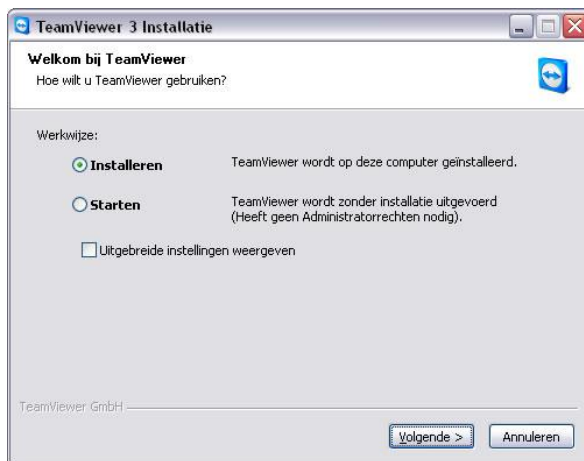 TeamViewer 3 Installatie
Welkom bij TeamViewer
Hoe wilt u TeamViewer gebruiken?
Werkwijze:
Installeren TeamViewer wordt op deze computer geïnstalleerd.
Starten TeamViewer wordt zonder installatie uitgevoerd
(Heeft geen Administratorrechten nodig).
Uitgebreide instellingen weergeven
TeamViewer GmbH
Volgende > Annuleren